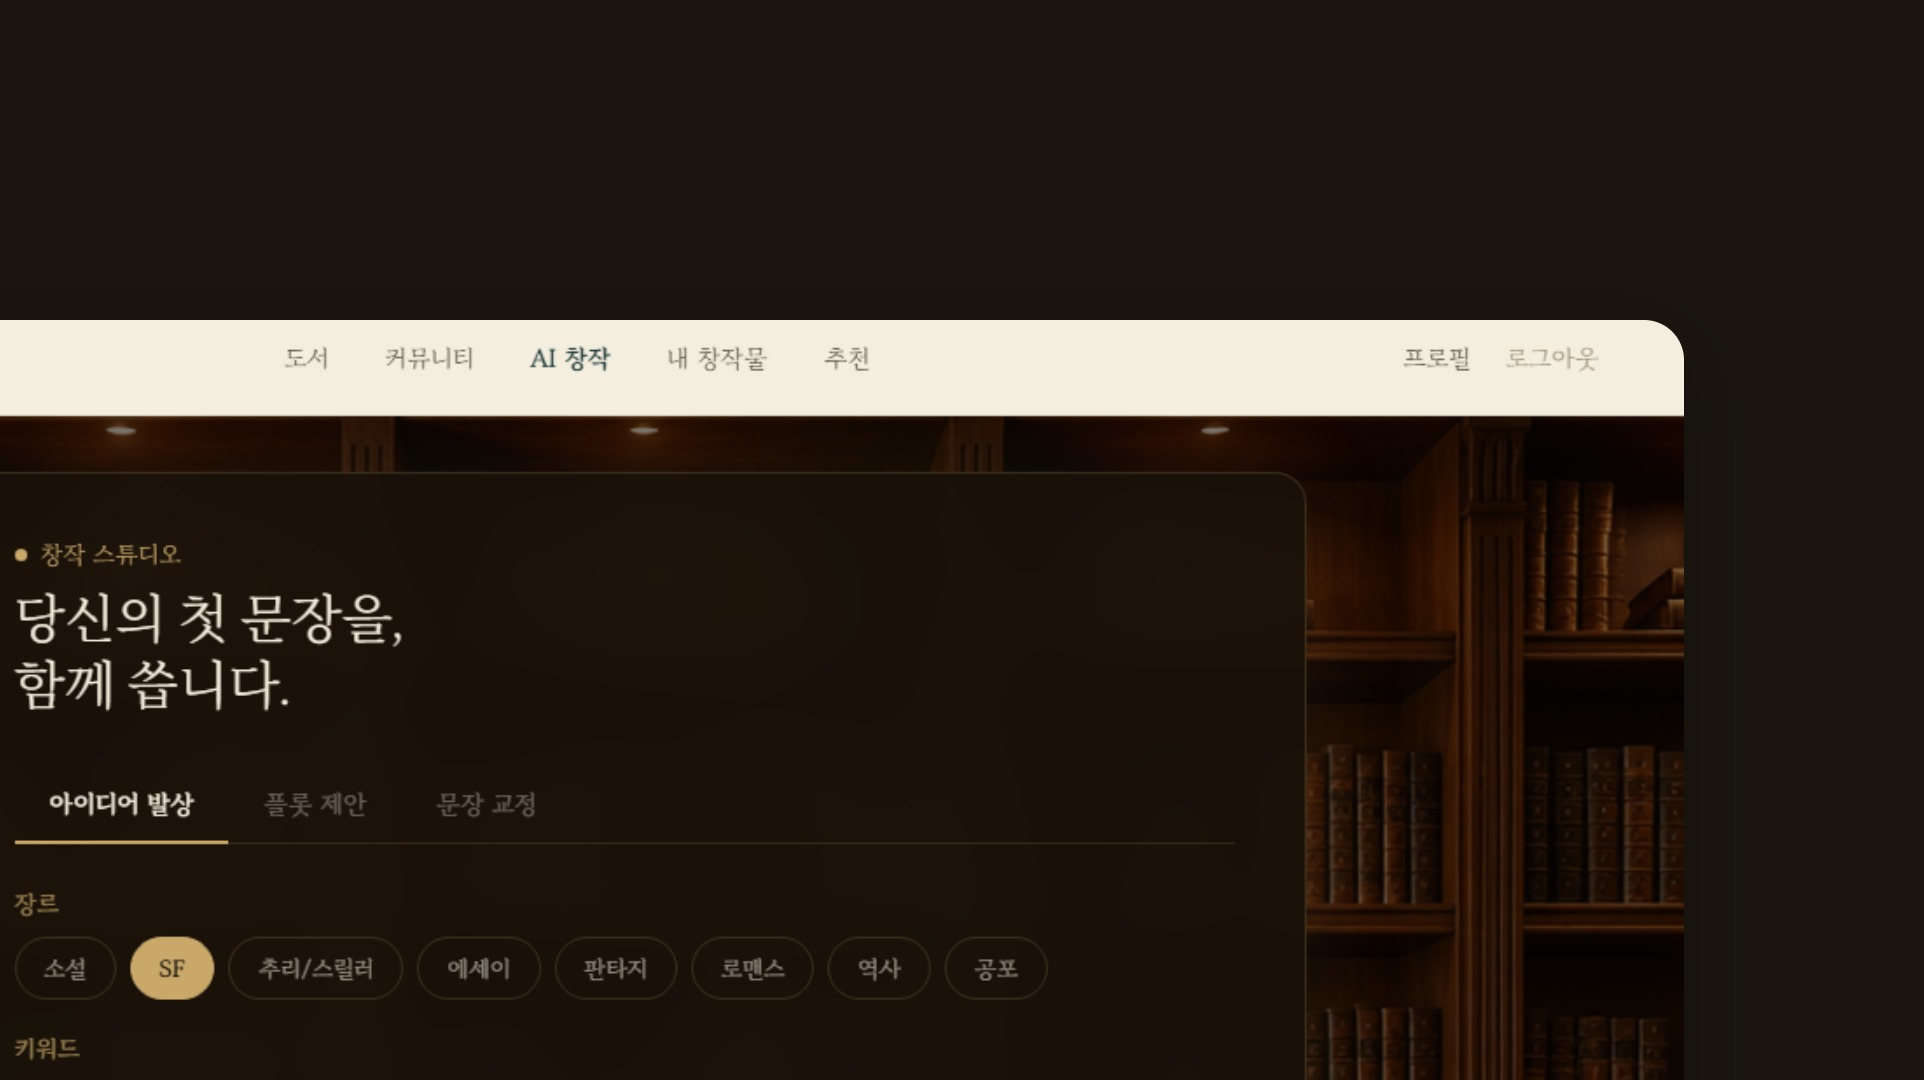 도서 커뮤니티 AI 창작 내 창작물 추천 프로필 로그아웃
창작 스튜디오
당신의 첫 문장을,
함께 씁니다.
아이디어 발상 플롯 제안 문장 교정
장르
소설 SF 추리/스릴러 에세이 판타지 로맨스 역사 공포
키워드